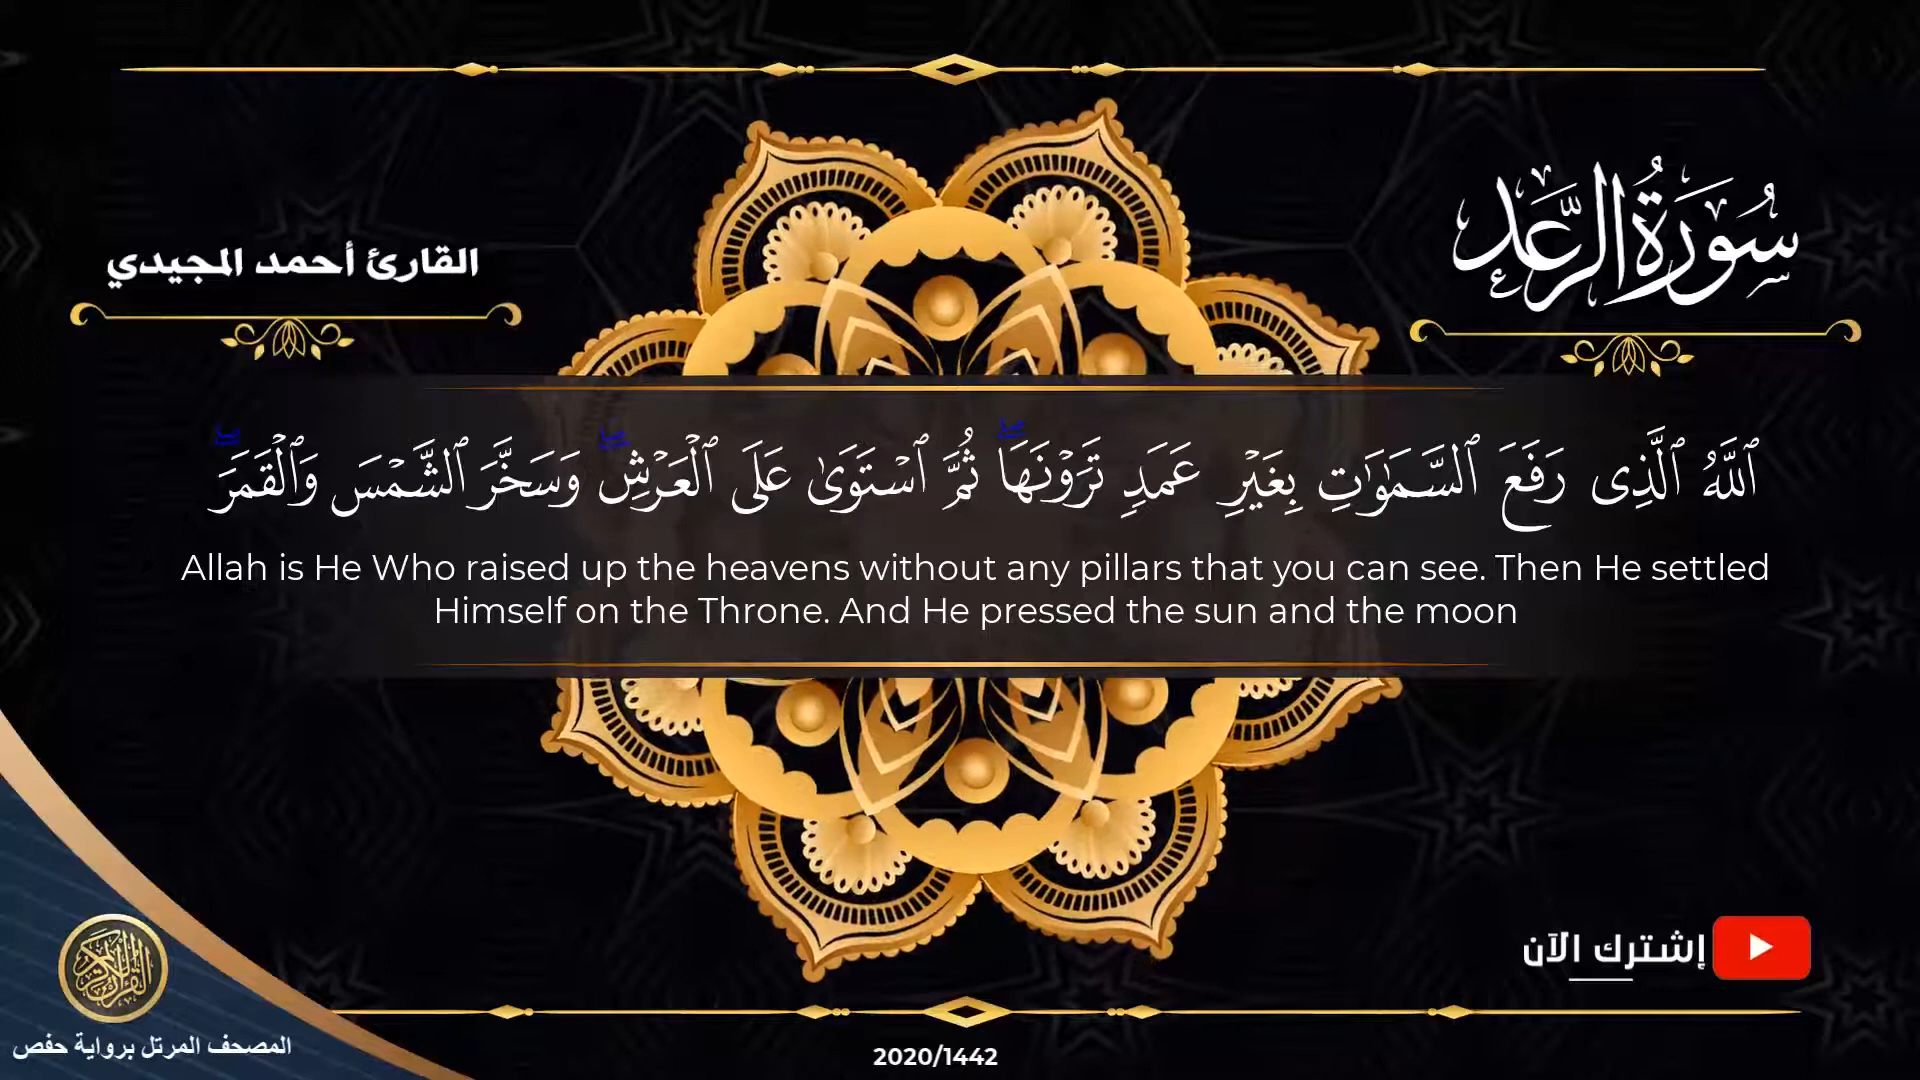 سُورَةُ الرَّعْدِ
القارئ أحمد المجيدي
ٱللَّهُ ٱلَّذِى رَفَعَ ٱلسَّمَٰوَٰتِ بِغَيْرِ عَمَدٍ تَرَوْنَهَا ۖ ثُمَّ ٱسْتَوَىٰ عَلَى ٱلْعَرْشِ ۖ وَسَخَّرَ ٱلشَّمْسَ وَٱلْقَمَرَ ۖ
Allah is He Who raised up the heavens without any pillars that you can see. Then He settled
Himself on the Throne. And He pressed the sun and the moon
إشترك الآن
القرآن الكريم
المصحف المرتل برواية حفص
2020/1442